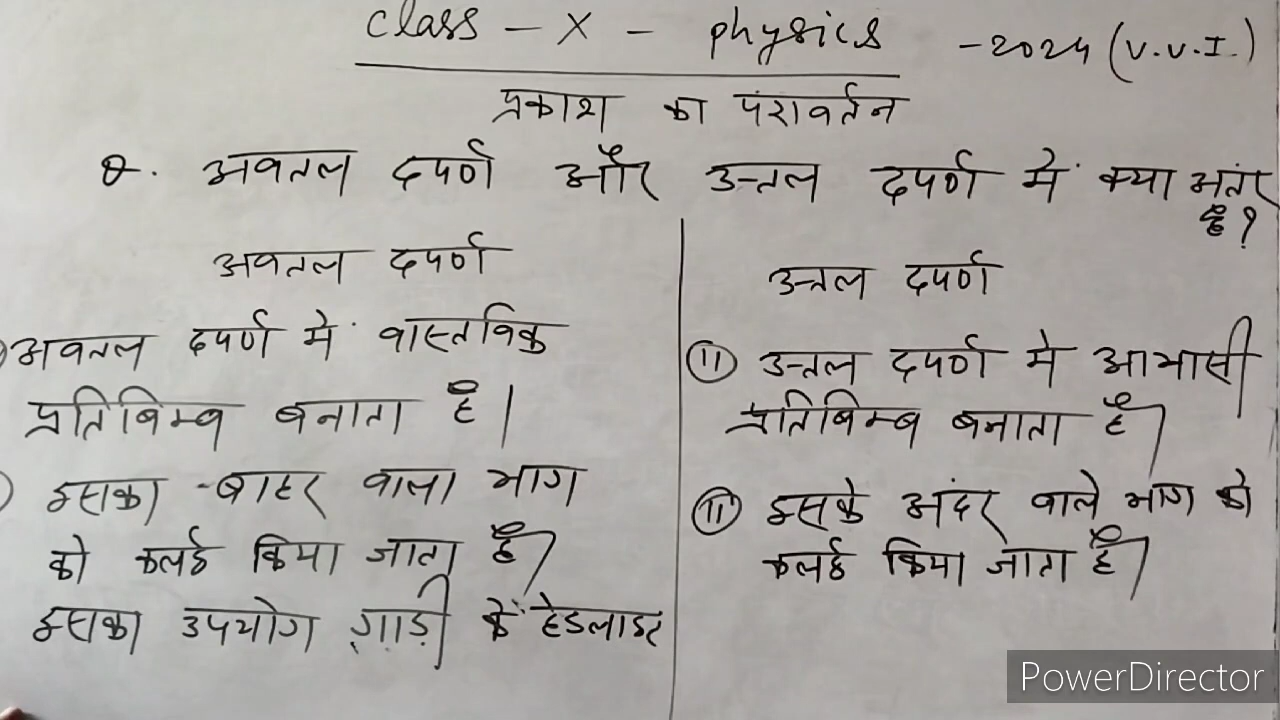 class - X - physics - 2024 (V.V.I.)
प्रकाश का परावर्तन
Q. अवतल दर्पण और उत्तल दर्पण में क्या अंतर है?
अवतल दर्पण
अवतल दर्पण में वास्तविक
प्रतिबिम्ब बनाता है।
इसका बाहर वाला भाग
को कलई किया जाता है।
इसका उपयोग गाड़ी के हेडलाइट
उत्तल दर्पण
(ii) उत्तल दर्पण में आभासी
प्रतिबिम्ब बनाता है।
(ii) इसके अंदर वाले भाग को
कलई किया जाता है।
PowerDirector